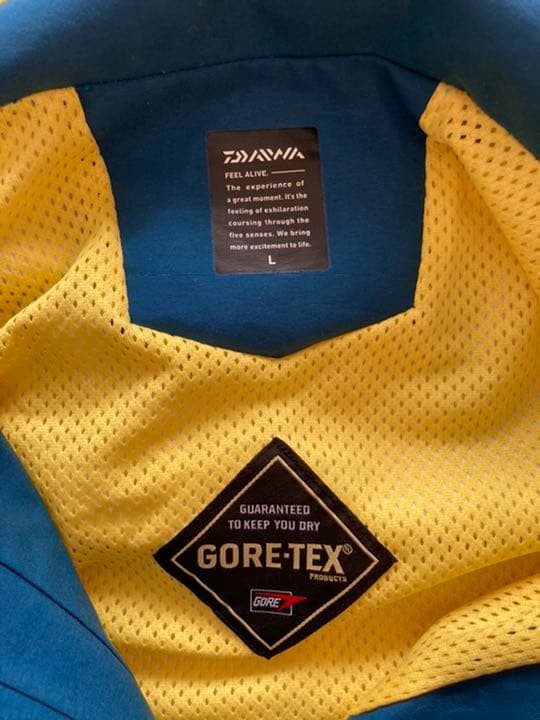 DAIWA
FEEL ALIVE.
The experience of
a great moment. It's the
feeling of exhilaration
coursing through the
five senses. We bring
more excitement to life.
L
GUARANTEED
TO KEEP YOU DRY
GORE-TEX®
PRODUCTS
GORE